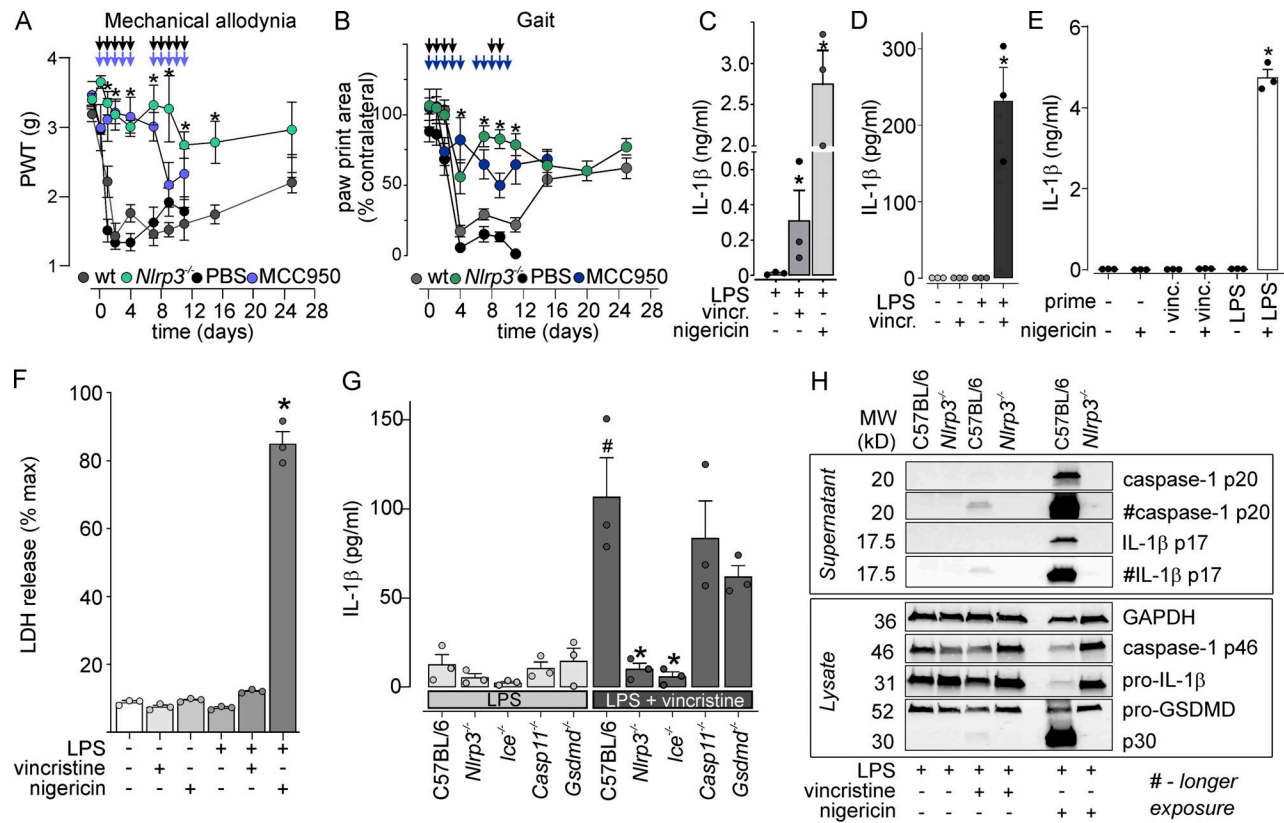 A
Mechanical allodynia
PWT (g)
4
3
2
1
* * * * * * *
wt Nlrp3-/- PBS MCC950
0 4 8 12 16 20 24 28
time (days)
B
Gait
paw print area
(% contralateral)
100
50
0
* * * *
wt Nlrp3-/- PBS MCC950
0 4 8 12 16 20 24 28
time (days)
C
IL-1β (ng/ml)
3.0
2.5
2.0
0.6
0.4
0.2
0
* *
LPS + + +
vincr. - + -
nigericin - - +
D
IL-1β (pg/ml)
300
200
100
0
*
LPS - - + +
vincr. - + - +
E
IL-1β (ng/ml)
6
4
2
0
*
prime - - vinc. vinc. LPS LPS
nigericin - + - + - +
F
LDH release (% max)
100
80
60
40
20
*
LPS - - - + + +
vincristine - + - - + -
nigericin - - + - - +
G
IL-1β (pg/ml)
150
100
50
0
# * *
LPS LPS + vincristine
C57BL/6 Nlrp3-/- Ice-/- Casp11-/- Gsdmd-/- C57BL/6 Nlrp3-/- Ice-/- Casp11-/- Gsdmd-/-
H
MW
(kD)
C57BL/6 Nlrp3-/- C57BL/6 Nlrp3-/- C57BL/6 Nlrp3-/-
Supernatant
20 caspase-1 p20
20 #caspase-1 p20
17.5 IL-1β p17
17.5 #IL-1β p17
Lysate
36 GAPDH
46 caspase-1 p46
31 pro-IL-1β
52 pro-GSDMD
30 p30
LPS + + + + + +
vincristine - - + + - -
nigericin - - - - + +
# - longer
exposure